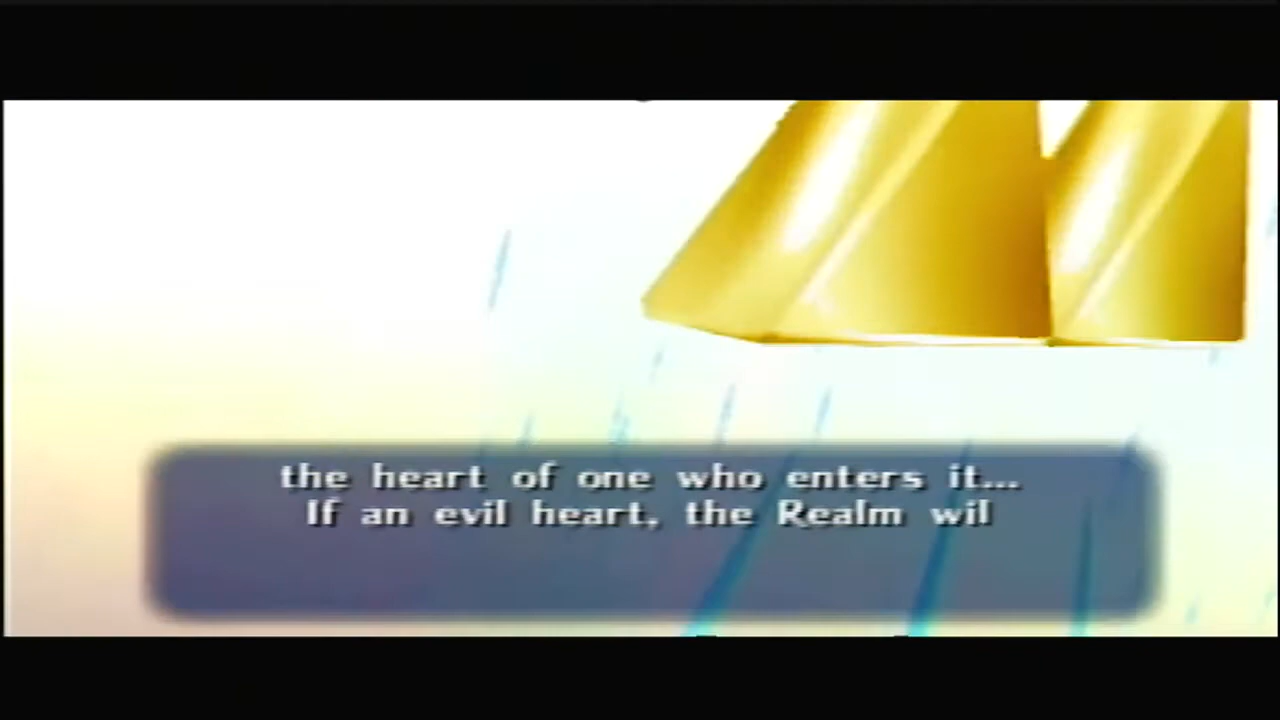 the heart of one who enters it...
If an evil heart, the Realm wil